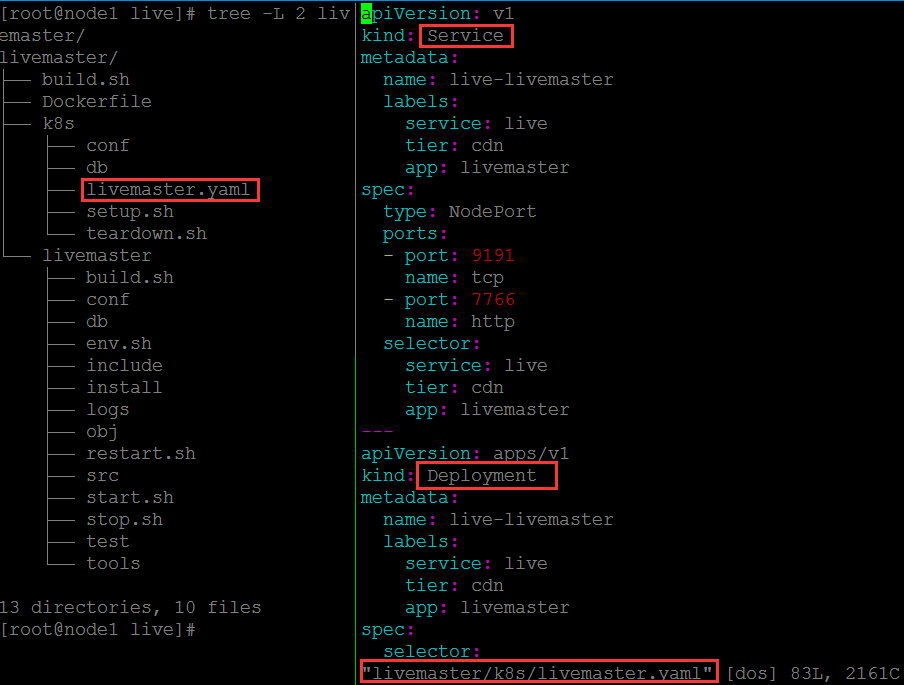 [root@node1 live]# tree -L 2 liv
emaster/
livemaster/
├── build.sh
├── Dockerfile
├── k8s
│   ├── conf
│   ├── db
│   ├── livemaster.yaml
│   ├── setup.sh
│   └── teardown.sh
└── livemaster
    ├── build.sh
    ├── conf
    ├── db
    ├── env.sh
    ├── include
    ├── install
    ├── logs
    ├── obj
    ├── restart.sh
    ├── src
    ├── start.sh
    ├── stop.sh
    ├── test
    └── tools
13 directories, 10 files
[root@node1 live]#
apiVersion: v1
kind: Service
metadata:
  name: live-livemaster
  labels:
    service: live
    tier: cdn
    app: livemaster
spec:
  type: NodePort
  ports:
  - port: 9191
    name: tcp
  - port: 7766
    name: http
  selector:
    service: live
    tier: cdn
    app: livemaster
---
apiVersion: apps/v1
kind: Deployment
metadata:
  name: live-livemaster
  labels:
    service: live
    tier: cdn
    app: livemaster
spec:
  selector:
"livemaster/k8s/livemaster.yaml" [dos] 83L, 2161C